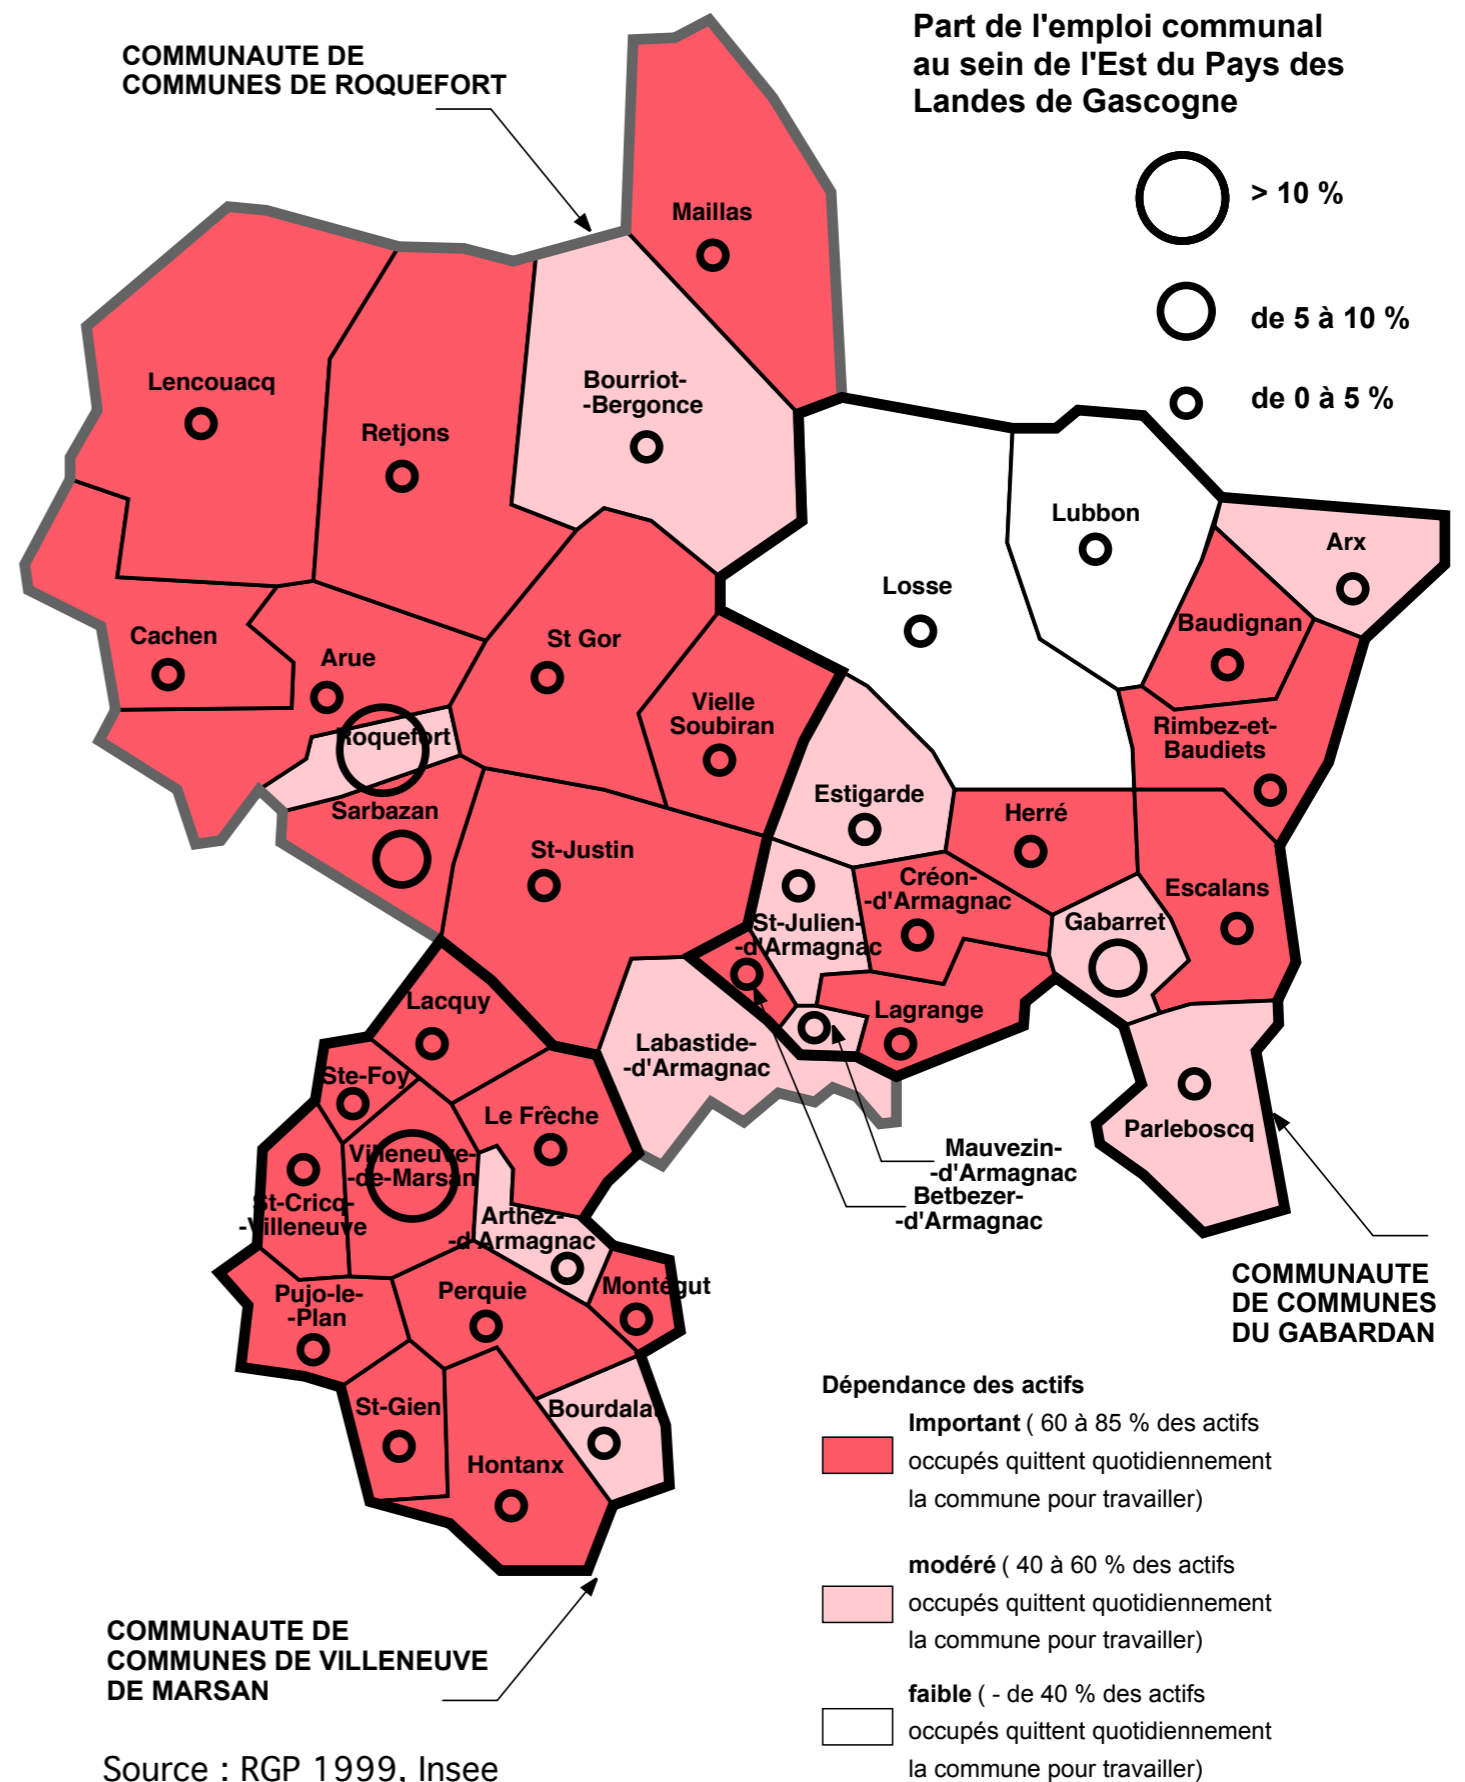 COMMUNAUTE DE
COMMUNES DE ROQUEFORT
Part de l'emploi communal
au sein de l'Est du Pays des
Landes de Gascogne
> 10 %
de 5 à 10 %
de 0 à 5 %
Maillas
Lencouacq
Bourriot-
-Bergonce
Retjons
Lubbon
Arx
Losse
Baudignan
Cachen
Arue
St Gor
Vielle
Soubiran
Rimbez-et-
Baudiets
Roquefort
Estigarde
Herré
Sarbazan
St-Justin
Créon-
-d'Armagnac
Escalans
St-Julien-
-d'Armagnac
Gabarret
Lacquy
Lagrange
Labastide-
-d'Armagnac
Ste-Foy
Le Frêche
Parleboscq
Villeneuve-
-de-Marsan
Mauvezin-
-d'Armagnac
St-Cricq-
-Villeneuve
Betbezer-
-d'Armagnac
Arthez-
-d'Armagnac
COMMUNAUTE
DE COMMUNES
DU GABARDAN
Pujo-le-
-Plan
Perquie
Montégut
St-Gien
Bourdalat
Hontanx
Dépendance des actifs
Important ( 60 à 85 % des actifs
occupés quittent quotidiennement
la commune pour travailler)
modéré ( 40 à 60 % des actifs
occupés quittent quotidiennement
la commune pour travailler)
faible ( - de 40 % des actifs
occupés quittent quotidiennement
la commune pour travailler)
COMMUNAUTE DE
COMMUNES DE VILLENEUVE
DE MARSAN
Source : RGP 1999, Insee